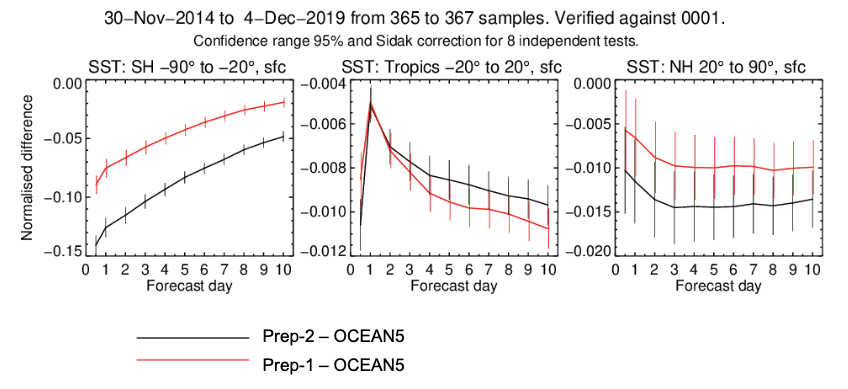 30–Nov–2014 to 4–Dec–2019 from 365 to 367 samples. Verified against 0001.
Confidence range 95% and Sidak correction for 8 independent tests.
SST: SH –90° to –20°, sfc
SST: Tropics –20° to 20°, sfc
SST: NH 20° to 90°, sfc
Normalised difference
0.00
–0.05
–0.10
–0.15
0 1 2 3 4 5 6 7 8 9 10
Forecast day
–0.004
–0.006
–0.008
–0.010
–0.012
0 1 2 3 4 5 6 7 8 9 10
Forecast day
0.000
–0.005
–0.010
–0.015
–0.020
0 1 2 3 4 5 6 7 8 9 10
Forecast day
Prep-2 – OCEAN5
Prep-1 – OCEAN5